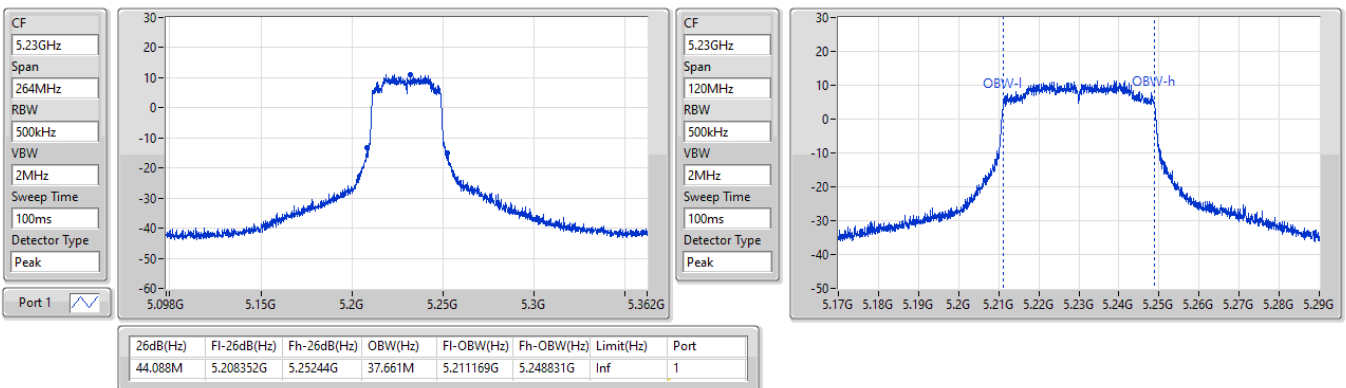 CF
5.23GHz
Span
264MHz
RBW
500kHz
VBW
2MHz
Sweep Time
100ms
Detector Type
Peak
Port 1
30
20
10
0
-10
-20
-30
-40
-50
-60
5.098G 5.15G 5.2G 5.25G 5.3G 5.362G
CF
5.23GHz
Span
120MHz
RBW
500kHz
VBW
2MHz
Sweep Time
100ms
Detector Type
Peak
30
20
10
0
-10
-20
-30
-40
-50
OBW-l OBW-h
5.17G 5.18G 5.19G 5.2G 5.21G 5.22G 5.23G 5.24G 5.25G 5.26G 5.27G 5.28G 5.29G
26dB(Hz) Fl-26dB(Hz) Fh-26dB(Hz) OBW(Hz) Fl-OBW(Hz) Fh-OBW(Hz) Limit(Hz) Port
44.088M 5.208352G 5.25244G 37.661M 5.211169G 5.248831G Inf 1